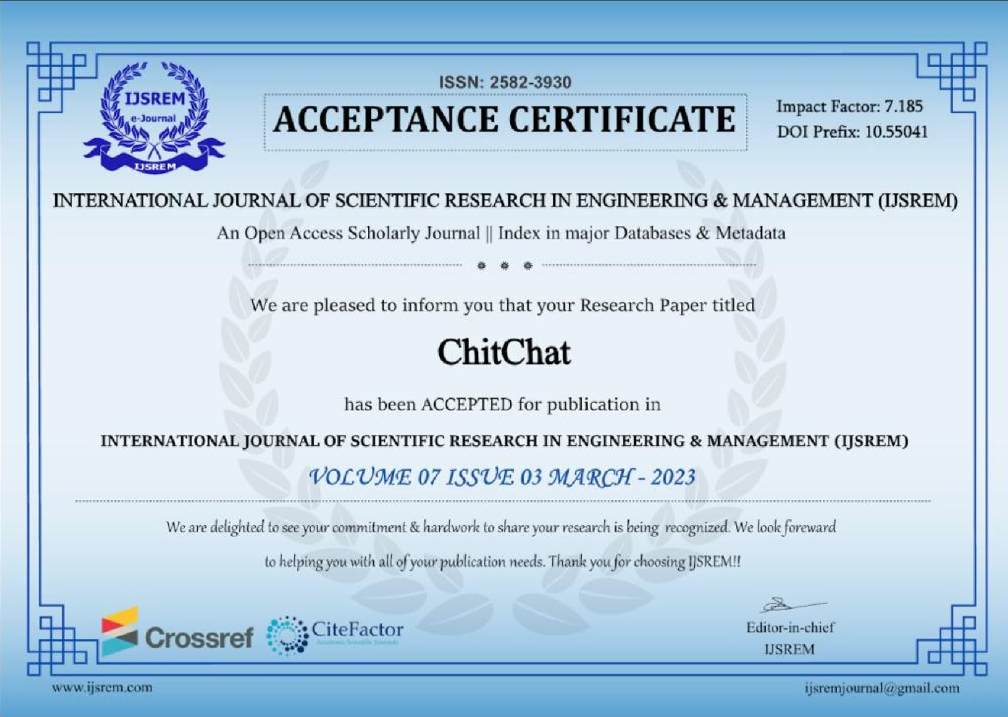 IJSREM
e-Journal
IJSREM
ISSN: 2582-3930
ACCEPTANCE CERTIFICATE
Impact Factor: 7.185
DOI Prefix: 10.55041
INTERNATIONAL JOURNAL OF SCIENTIFIC RESEARCH IN ENGINEERING & MANAGEMENT (IJSREM)
An Open Access Scholarly Journal || Index in major Databases & Metadata
We are pleased to inform you that your Research Paper titled
ChitChat
has been ACCEPTED for publication in
INTERNATIONAL JOURNAL OF SCIENTIFIC RESEARCH IN ENGINEERING & MANAGEMENT (IJSREM)
VOLUME 07 ISSUE 03 MARCH - 2023
We are delighted to see your commitment & hardwork to share your research is being recognized. We look foreward
to helping you with all of your publication needs. Thank you for choosing IJSREM!!
Crossref
CiteFactor
Academic Scientific Journals
Editor-in-chief
IJSREM
www.ijsrem.com
ijsremjournal@gmail.com